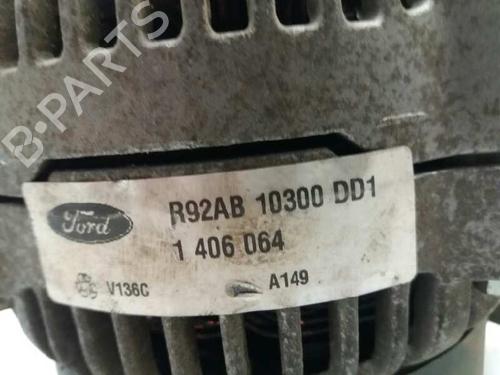 B-PARTS
Ford
R92AB 10300 DD1
1 406 064
V136C
A149